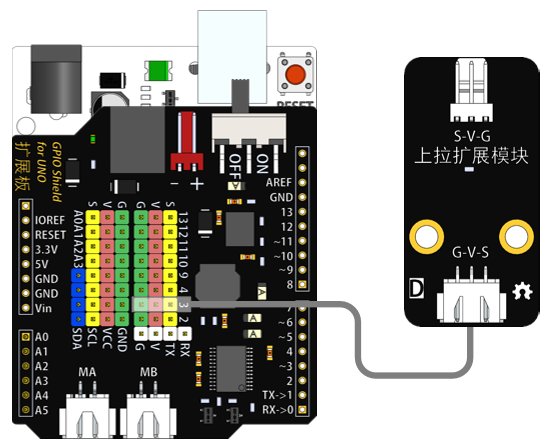 RESET
GPIO Shield
for UNO
扩展板
OFF
ON
- +
A
S V G G V S
A0 A1 A2 A3
13 12 11 10 9 4 3 2
SDA SCL VCC GND
G V TX RX
IOREF
RESET
3.3V
5V
GND
GND
Vin
A0
A1
A2
A3
A4
A5
AREF
GND
13
12
~11
~10
~9
8
7
~6
~5
4
~3
2
TX->1
RX->0
A
A
A
MA
MB
S-V-G
上拉扩展模块
G-V-S
D